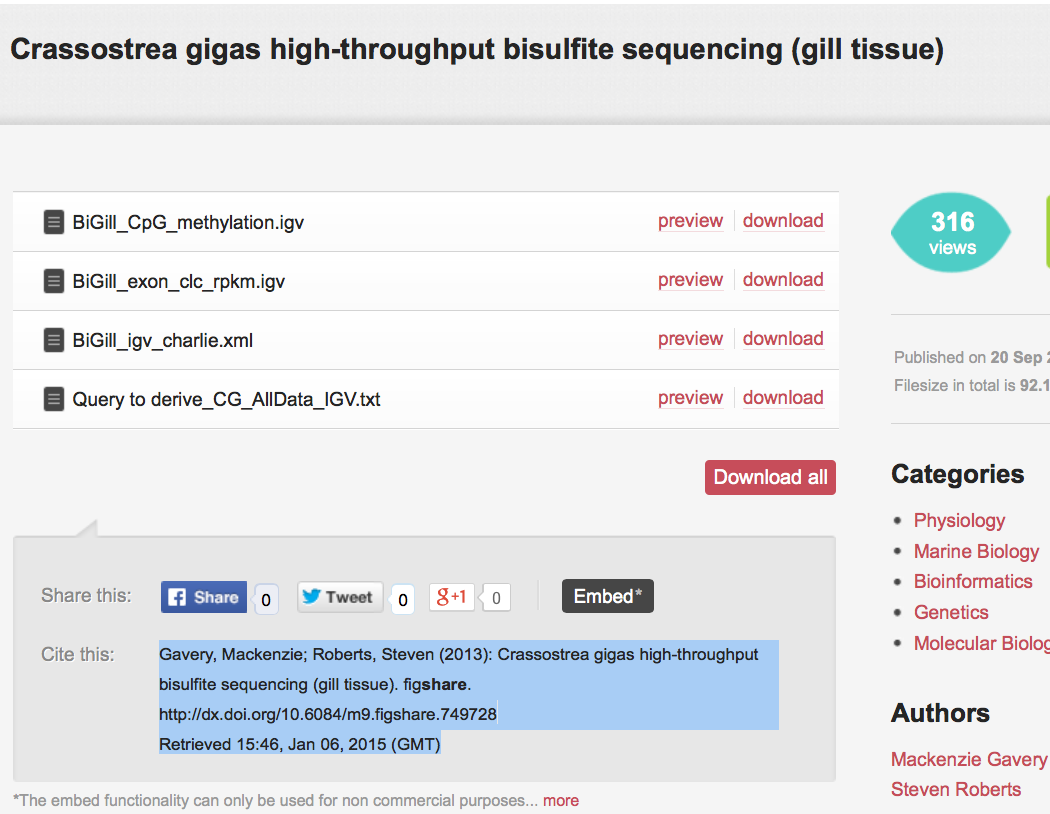 Crassostrea gigas high-throughput bisulfite sequencing (gill tissue)
BiGill_CpG_methylation.igv preview download
BiGill_exon_clc_rpkm.igv preview download
BiGill_igv_charlie.xml preview download
Query to derive_CG_AllData_IGV.txt preview download
Download all
Share this: Share 0 Tweet 0 g+1 0 Embed*
Cite this: Gavery, Mackenzie; Roberts, Steven (2013): Crassostrea gigas high-throughput
bisulfite sequencing (gill tissue). figshare.
http://dx.doi.org/10.6084/m9.figshare.749728
Retrieved 15:46, Jan 06, 2015 (GMT)
*The embed functionality can only be used for non commercial purposes... more
316
views
Published on 20 Sep
Filesize in total is 92.1
Categories
Physiology
Marine Biology
Bioinformatics
Genetics
Molecular Biolog
Authors
Mackenzie Gavery
Steven Roberts